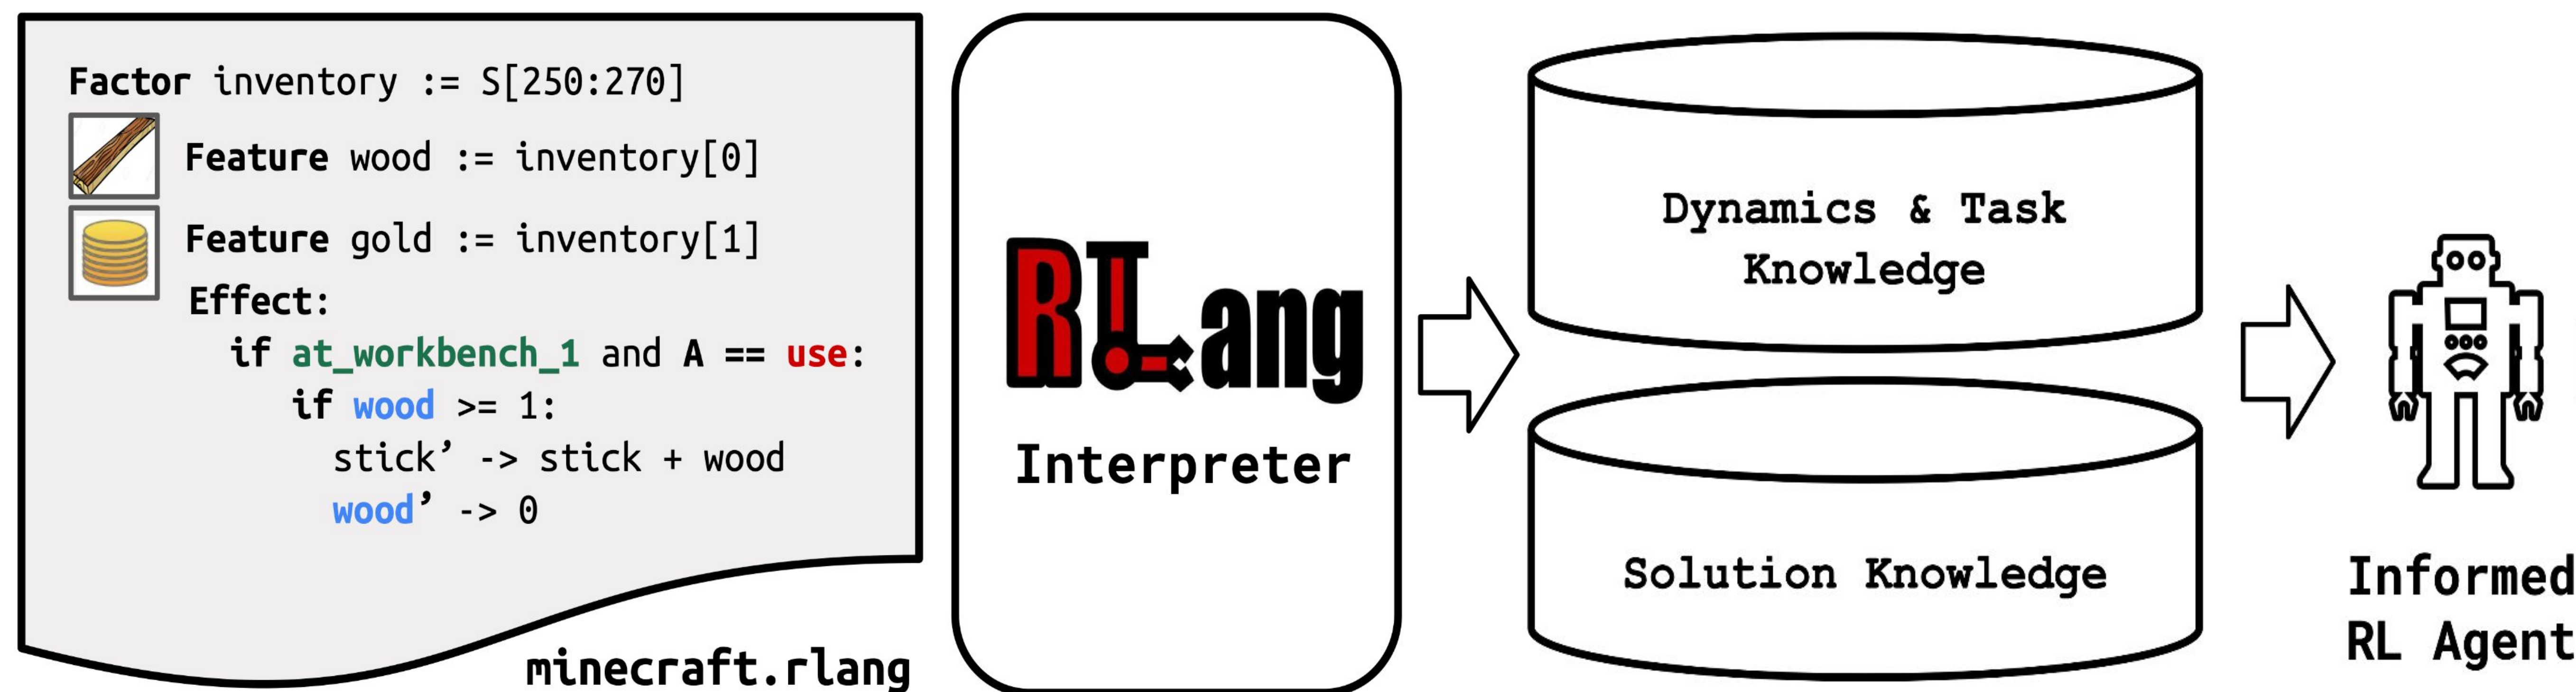 Factor inventory := S[250:270]
Feature wood := inventory[0]
Feature gold := inventory[1]
Effect:
if at_workbench_1 and A == use:
if wood >= 1:
stick’ -> stick + wood
wood’ -> 0
minecraft.rlang
RLang
Interpreter
Dynamics & Task
Knowledge
Solution Knowledge
Informed
RL Agent